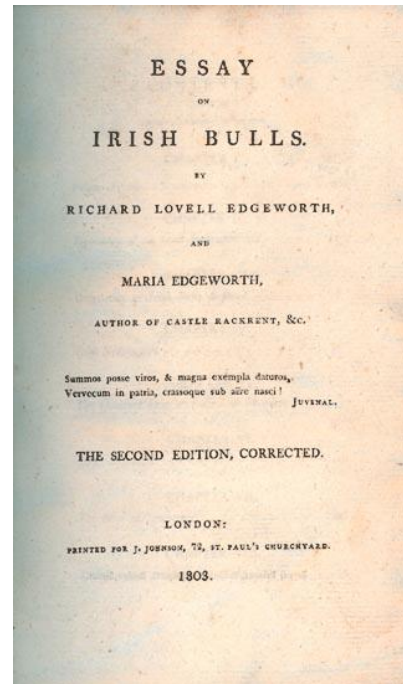 ESSAY
ON
IRISH BULLS.
BY
RICHARD LOVELL EDGEWORTH,
AND
MARIA EDGEWORTH,
AUTHOR OF CASTLE RACKRENT, &c.
Summos posse viros, & magna exempla daturos,
Vervecum in patria, crassoque sub aëre nasci!
JUVENAL.
THE SECOND EDITION, CORRECTED.
LONDON:
PRINTED FOR J. JOHNSON, 72, ST. PAUL'S CHURCHYARD.
1803.